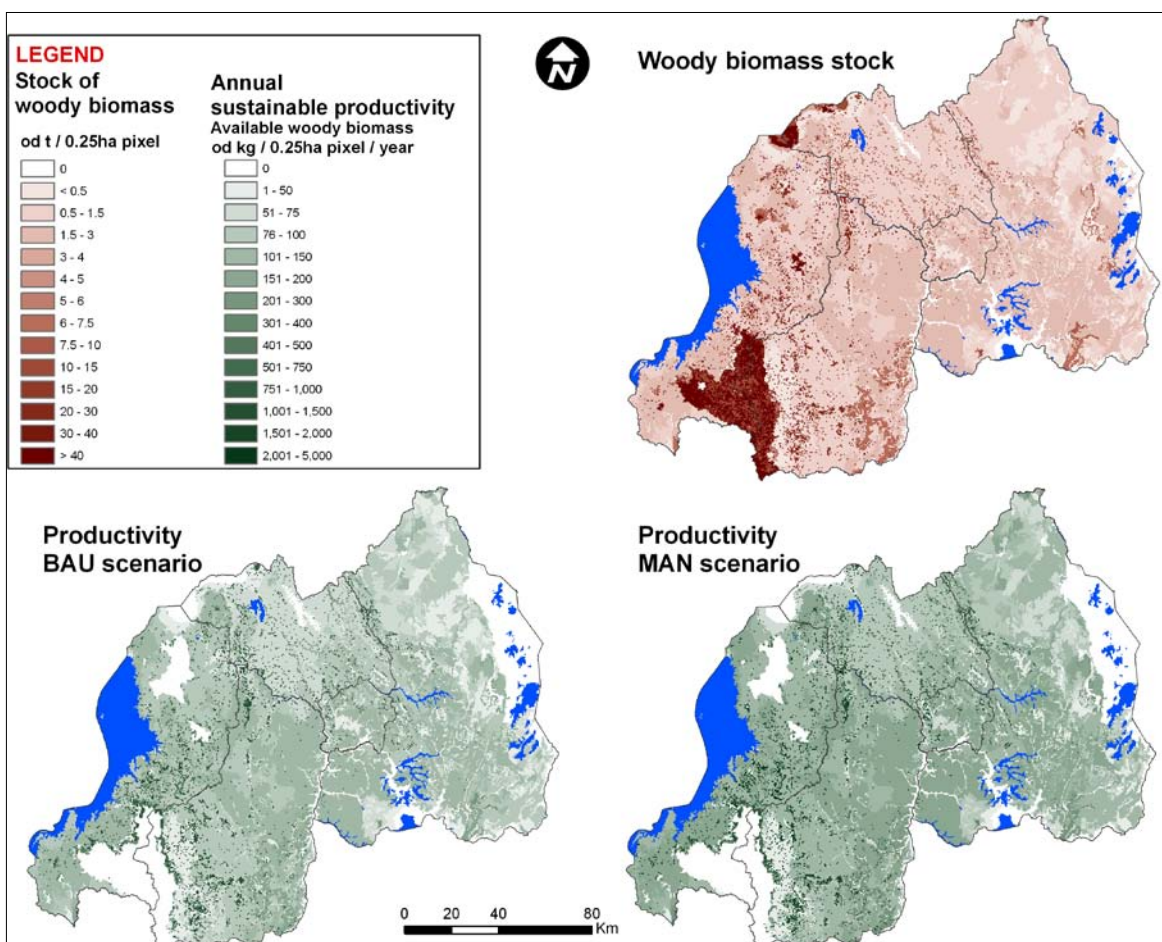 LEGEND
Stock of
woody biomass
od t / 0.25ha pixel
0
< 0.5
0.5 - 1.5
1.5 - 3
3 - 4
4 - 5
5 - 6
6 - 7.5
7.5 - 10
10 - 15
15 - 20
20 - 30
30 - 40
> 40
Annual
sustainable productivity
Available woody biomass
od kg / 0.25ha pixel / year
0
1 - 50
51 - 75
76 - 100
101 - 150
151 - 200
201 - 300
301 - 400
401 - 500
501 - 750
751 - 1,000
1,001 - 1,500
1,501 - 2,000
2,001 - 5,000
N
Woody biomass stock
Productivity
BAU scenario
Productivity
MAN scenario
0 20 40 80
Km